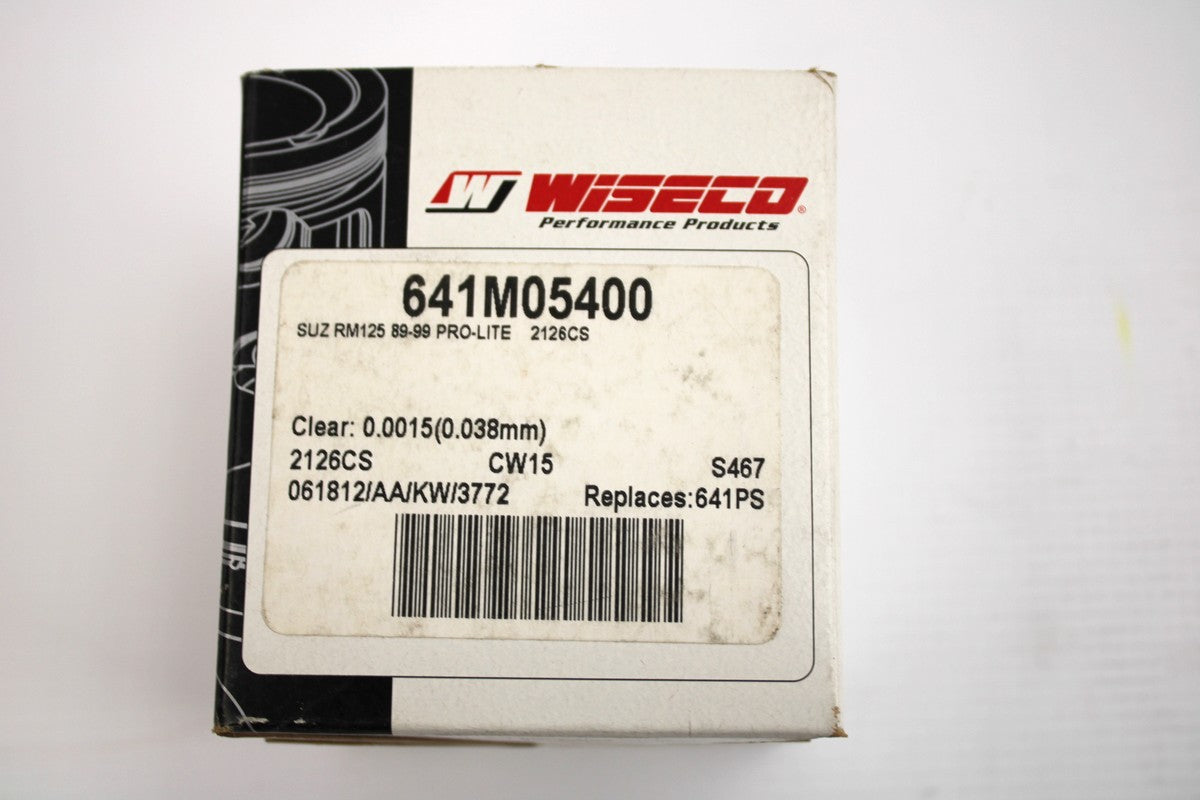 W WISECO®
Performance Products
641M05400
SUZ RM125 89-99 PRO-LITE 2126CS
Clear: 0.0015(0.038mm)
2126CS CW15 S467
061812/AA/KW/3772 Replaces:641PS